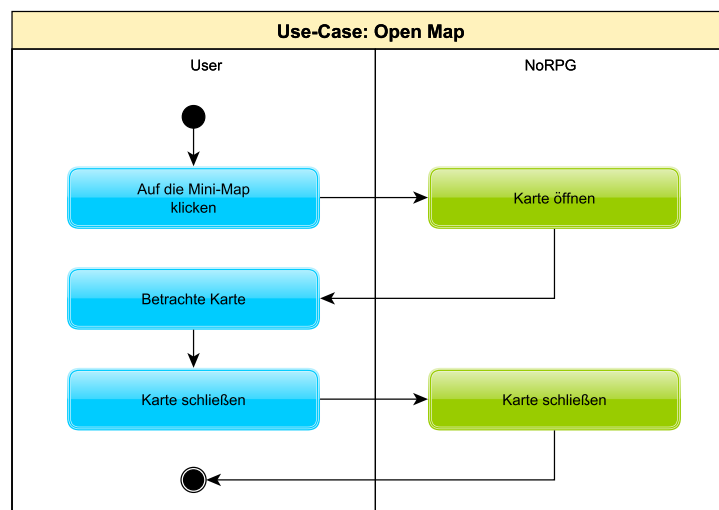 Use-Case: Open Map
User
NoRPG
Auf die Mini-Map
klicken
Karte öffnen
Betrachte Karte
Karte schließen
Karte schließen